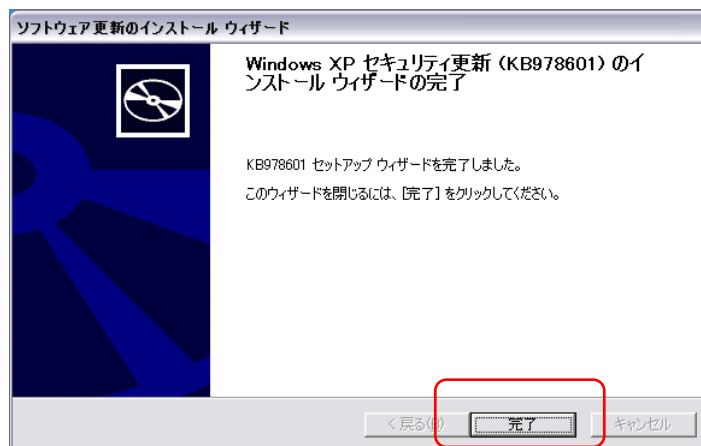 ソフトウェア更新のインストール ウィザード
Windows XP セキュリティ更新 (KB978601) のイ
ンストール ウィザードの完了
KB978601 セットアップ ウィザードを完了しました。
このウィザードを閉じるには、[完了] をクリックしてください。
< 戻る(B) 完了 キャンセル